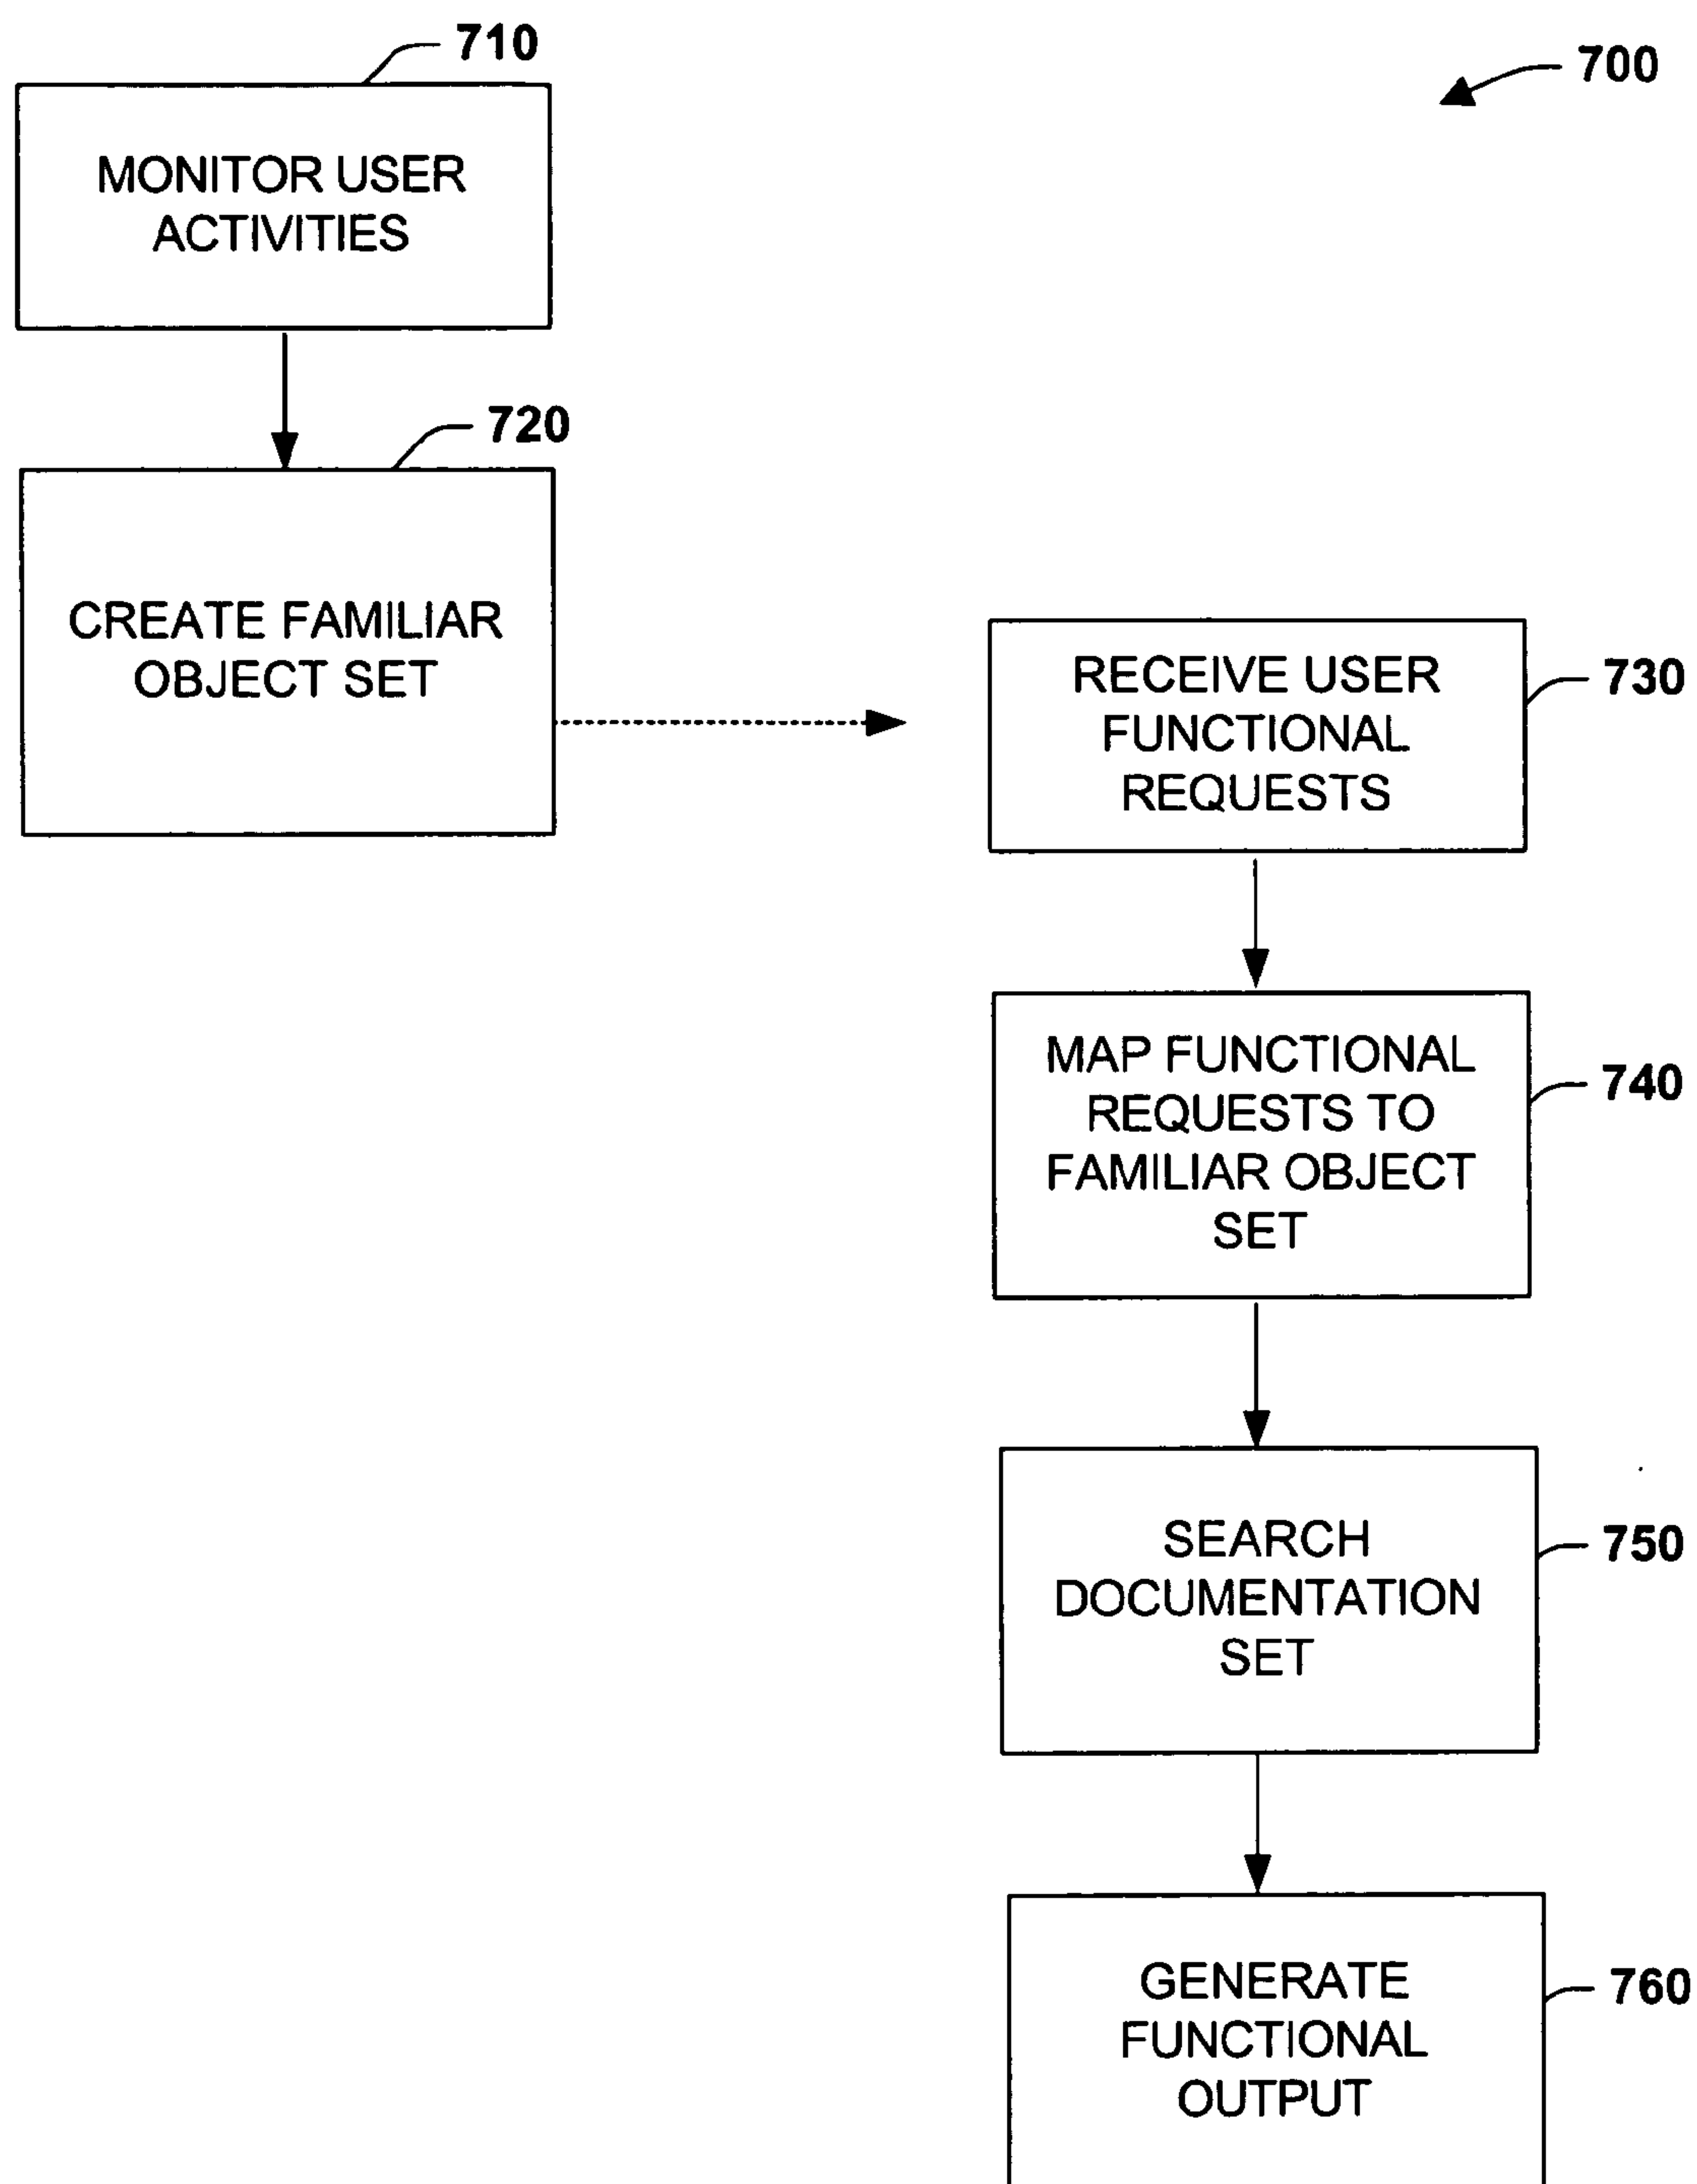 710
700
MONITOR USER
ACTIVITIES
720
CREATE FAMILIAR
OBJECT SET
RECEIVE USER
FUNCTIONAL
REQUESTS
730
MAP FUNCTIONAL
REQUESTS TO
FAMILIAR OBJECT
SET
740
SEARCH
DOCUMENTATION
SET
750
GENERATE
FUNCTIONAL
OUTPUT
760